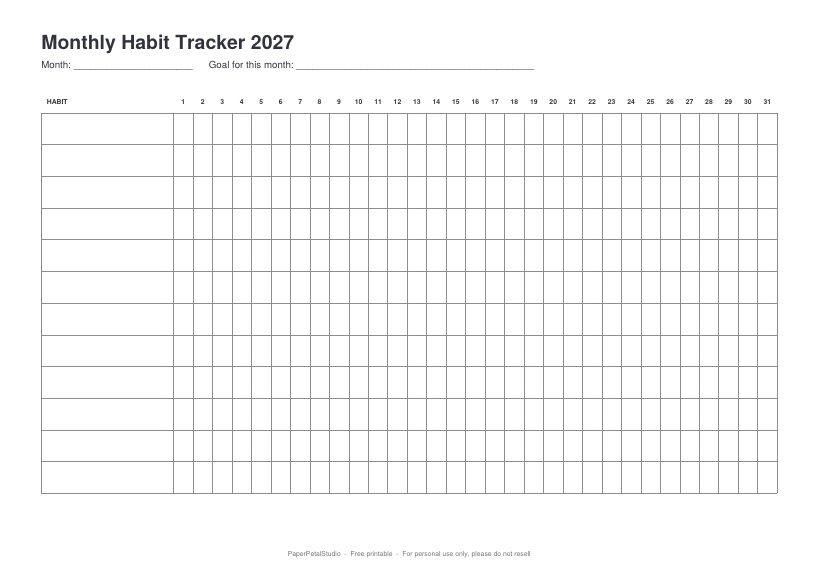 Monthly Habit Tracker 2027
Month: ______________________ Goal for this month: ____________________________________________
HABIT 1 2 3 4 5 6 7 8 9 10 11 12 13 14 15 16 17 18 19 20 21 22 23 24 25 26 27 28 29 30 31
PaperPetalStudio - Free printable - For personal use only, please do not resell